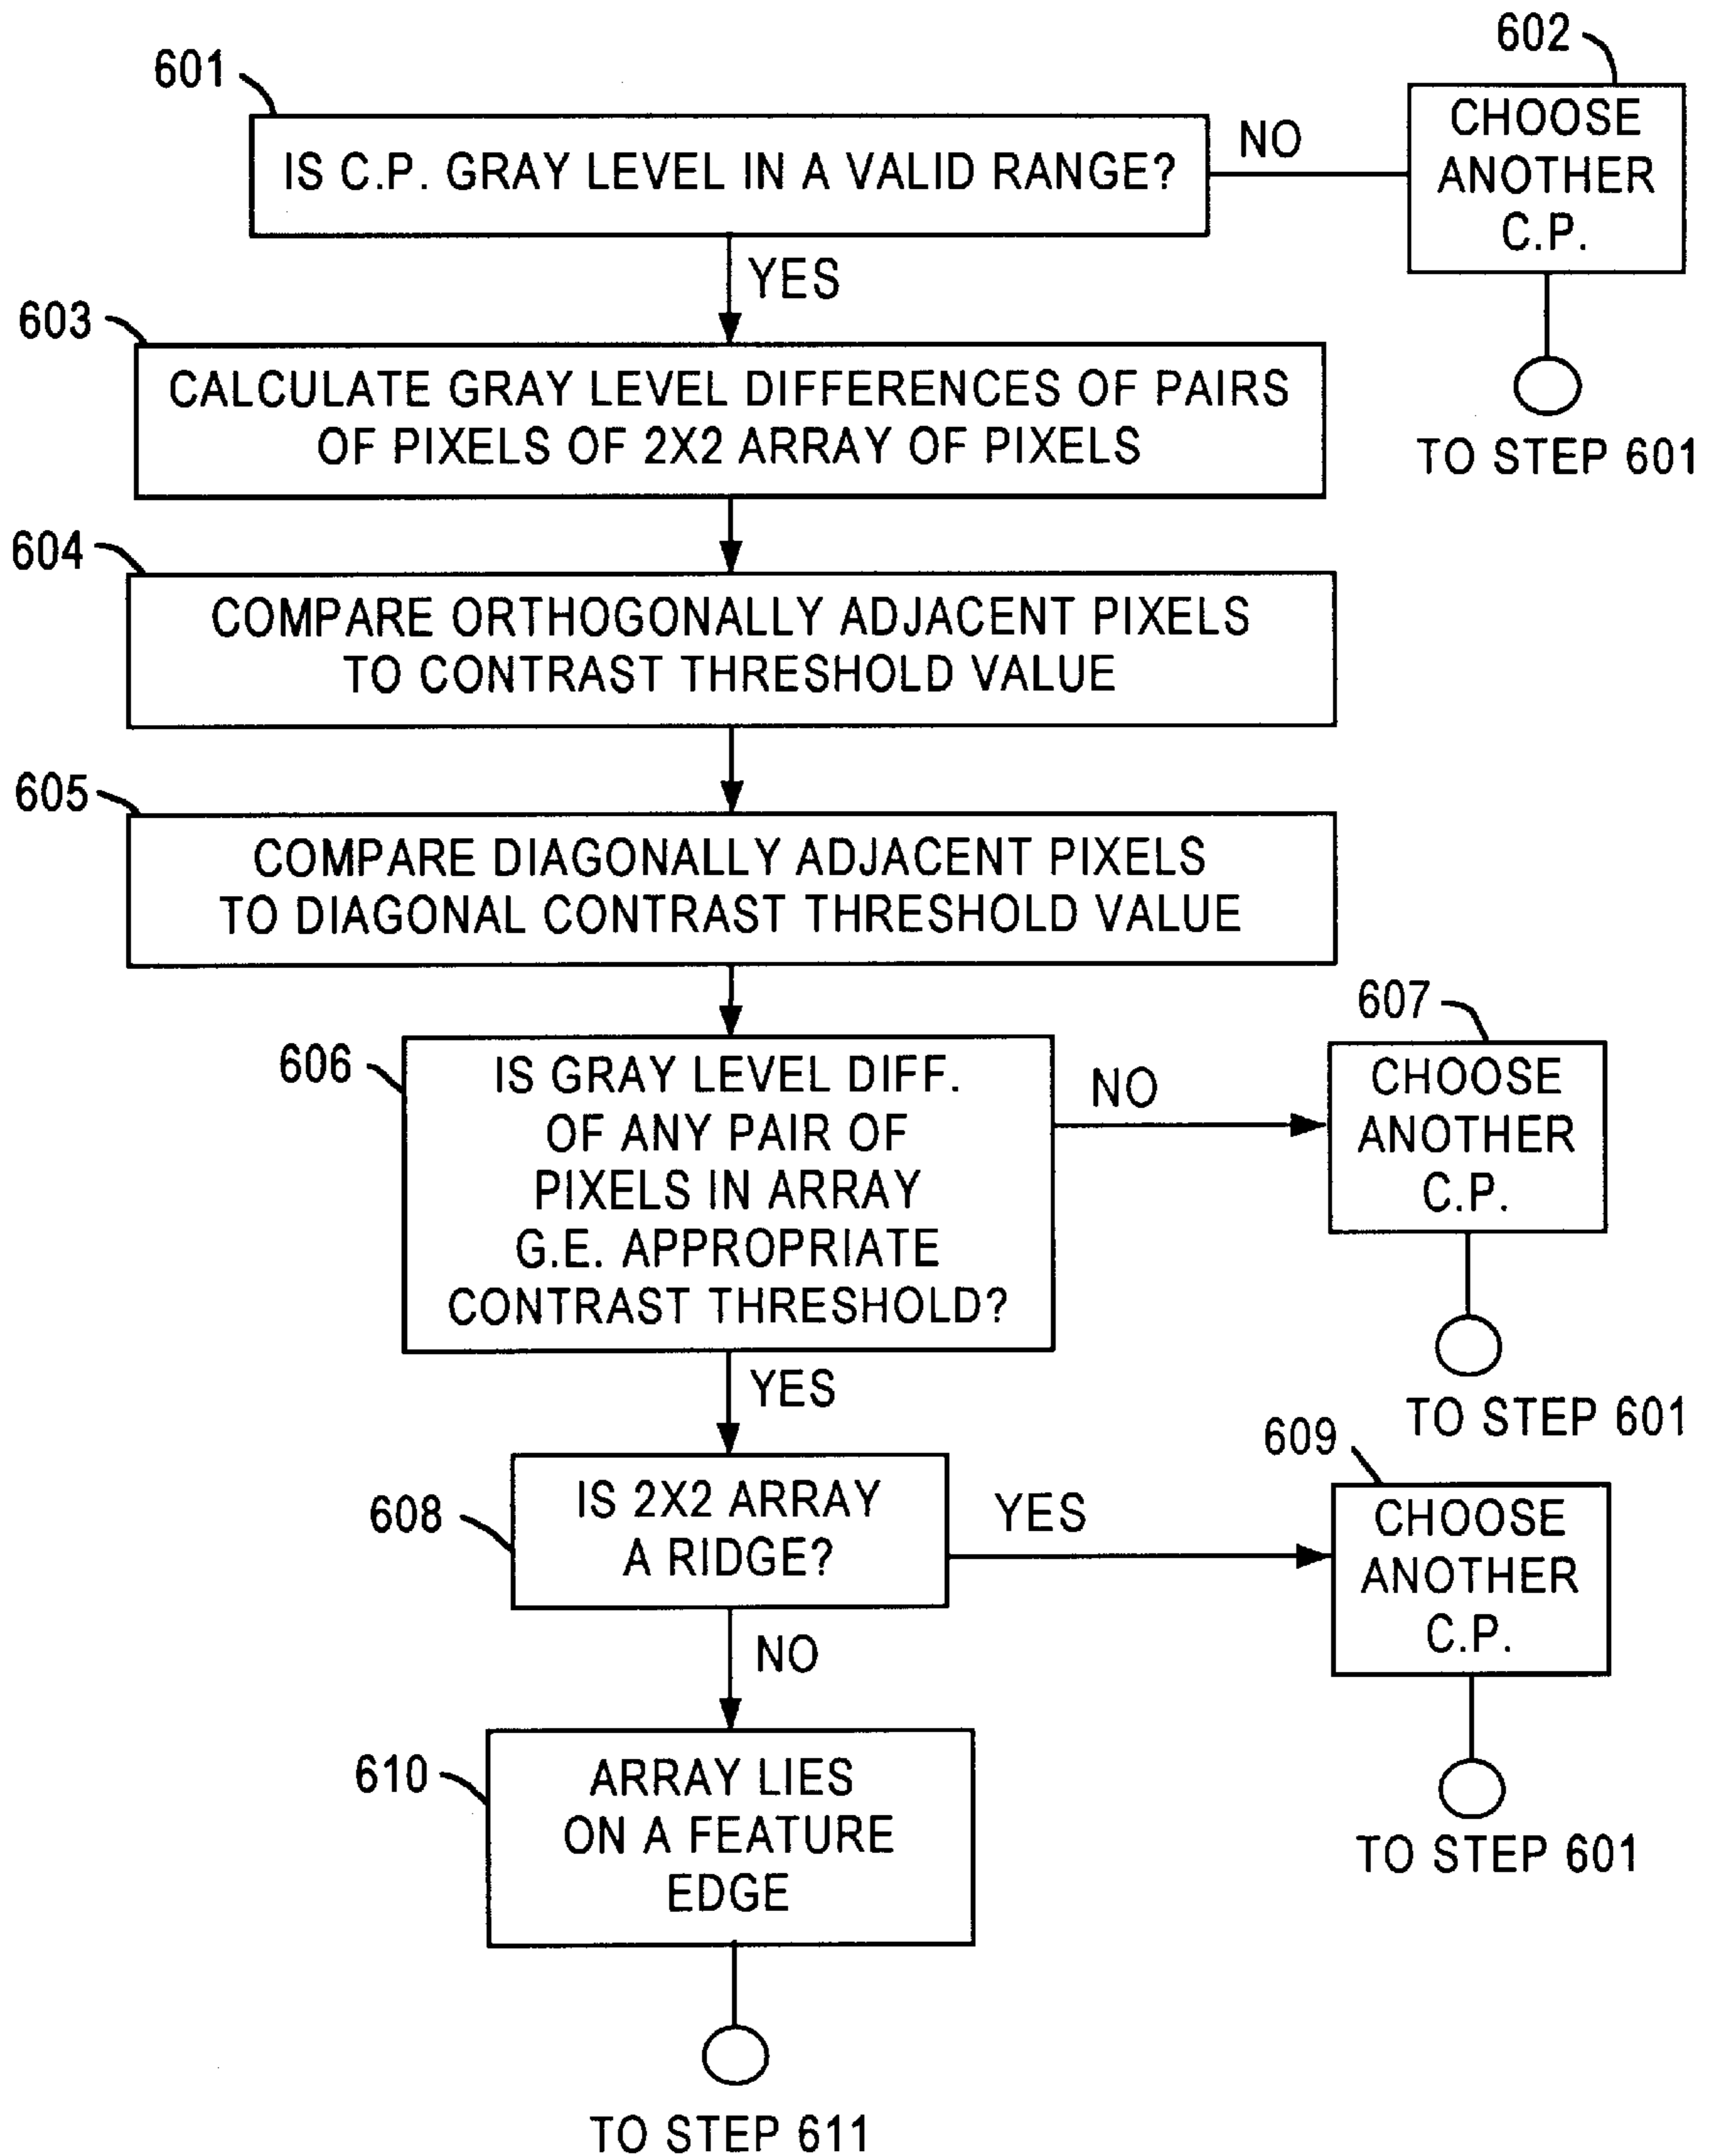 602
601
CHOOSE
ANOTHER
C.P.
NO
IS C.P. GRAY LEVEL IN A VALID RANGE?
YES
TO STEP 601
603
CALCULATE GRAY LEVEL DIFFERENCES OF PAIRS
OF PIXELS OF 2X2 ARRAY OF PIXELS
604
COMPARE ORTHOGONALLY ADJACENT PIXELS
TO CONTRAST THRESHOLD VALUE
605
COMPARE DIAGONALLY ADJACENT PIXELS
TO DIAGONAL CONTRAST THRESHOLD VALUE
606
IS GRAY LEVEL DIFF.
OF ANY PAIR OF
PIXELS IN ARRAY
G.E. APPROPRIATE
CONTRAST THRESHOLD?
NO
607
CHOOSE
ANOTHER
C.P.
TO STEP 601
YES
608
IS 2X2 ARRAY
A RIDGE?
YES
609
CHOOSE
ANOTHER
C.P.
TO STEP 601
NO
610
ARRAY LIES
ON A FEATURE
EDGE
TO STEP 611